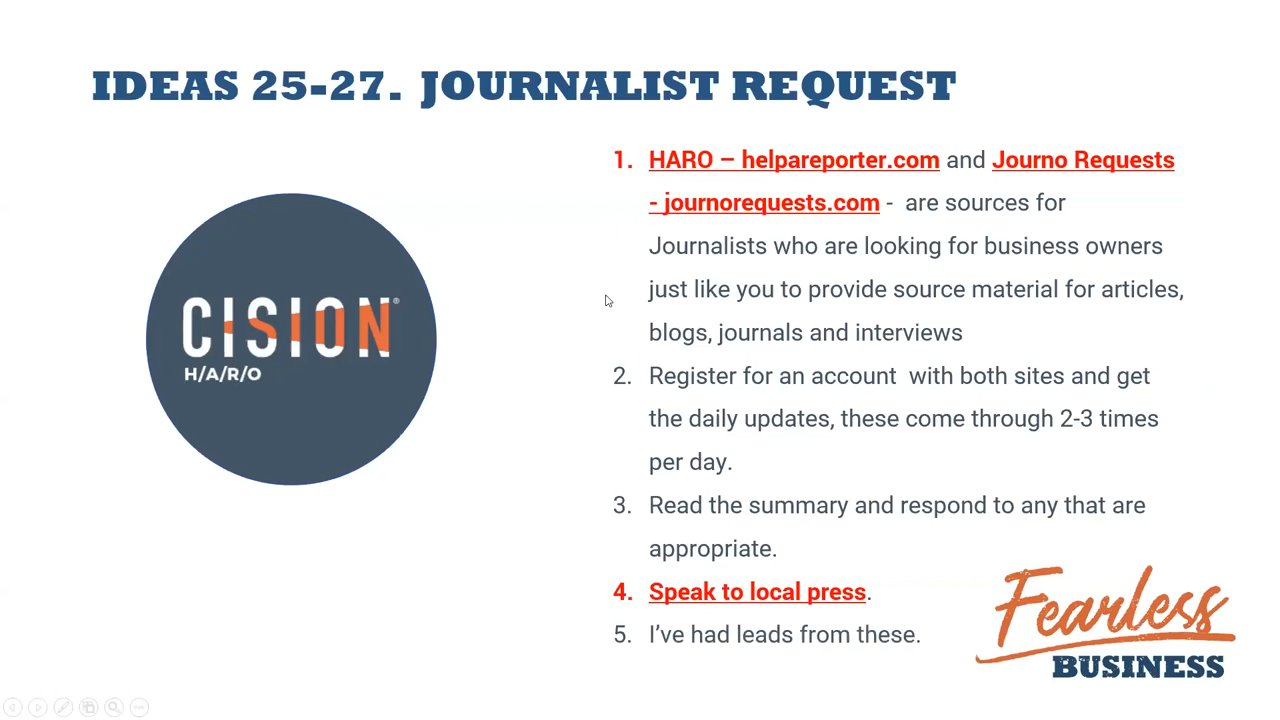 IDEAS 25-27. JOURNALIST REQUEST
CISION®
H/A/R/O
1. HARO – helpareporter.com and Journo Requests
- journorequests.com - are sources for
Journalists who are looking for business owners
just like you to provide source material for articles,
blogs, journals and interviews
2. Register for an account with both sites and get
the daily updates, these come through 2-3 times
per day.
3. Read the summary and respond to any that are
appropriate.
4. Speak to local press.
5. I’ve had leads from these.
Fearless
BUSINESS